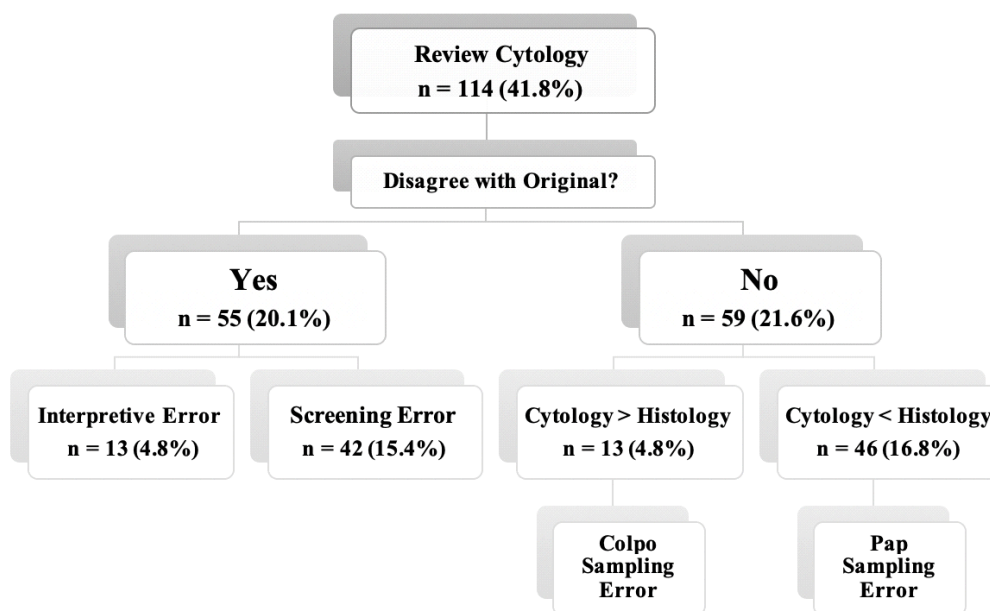 Review Cytology
n = 114 (41.8%)
Disagree with Original?
Yes
n = 55 (20.1%)
No
n = 59 (21.6%)
Interpretive Error
n = 13 (4.8%)
Screening Error
n = 42 (15.4%)
Cytology > Histology
n = 13 (4.8%)
Cytology < Histology
n = 46 (16.8%)
Colpo
Sampling
Error
Pap
Sampling
Error